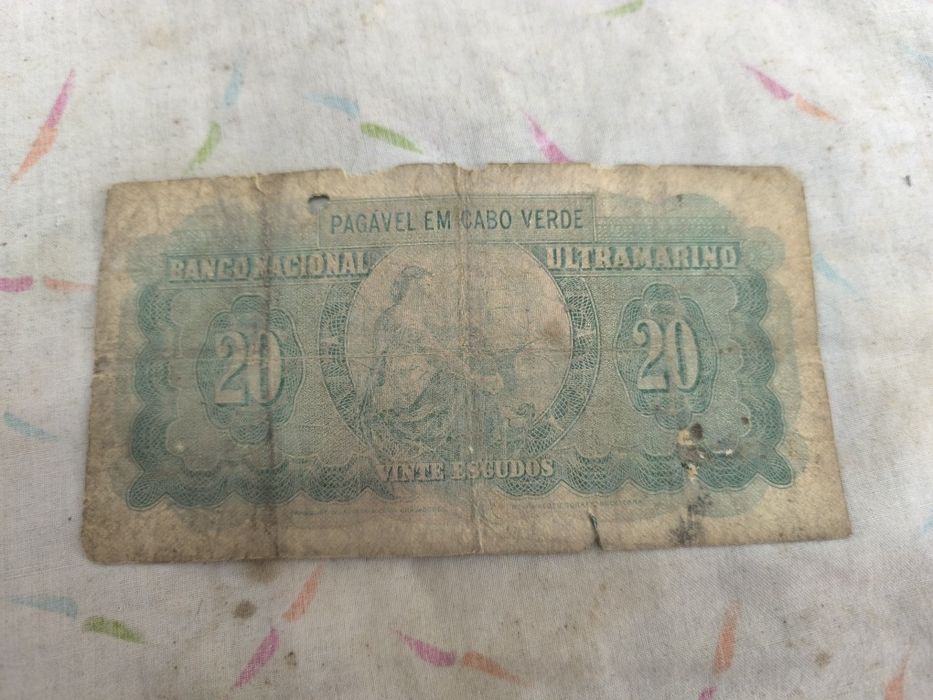 PAGÁVEL EM CABO VERDE
BANCO NACIONAL ULTRAMARINO
20 20
VINTE ESCUDOS